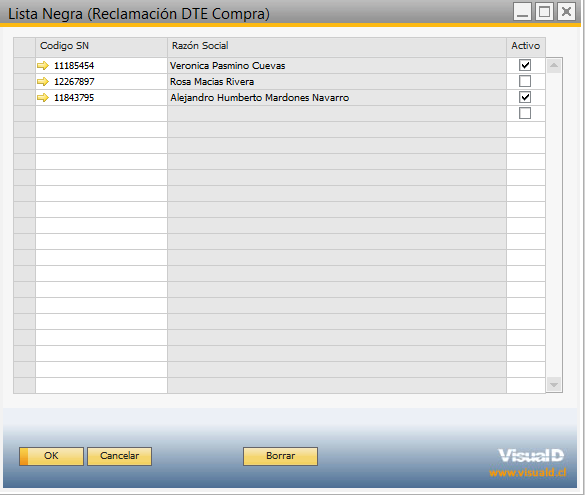 Lista Negra (Reclamación DTE Compra)
Codigo SN Razón Social Activo
11185454 Veronica Pasmino Cuevas
12267897 Rosa Macias Rivera
11843795 Alejandro Humberto Mardones Navarro
OK Cancelar Borrar
Visual D
www.visuald.cl